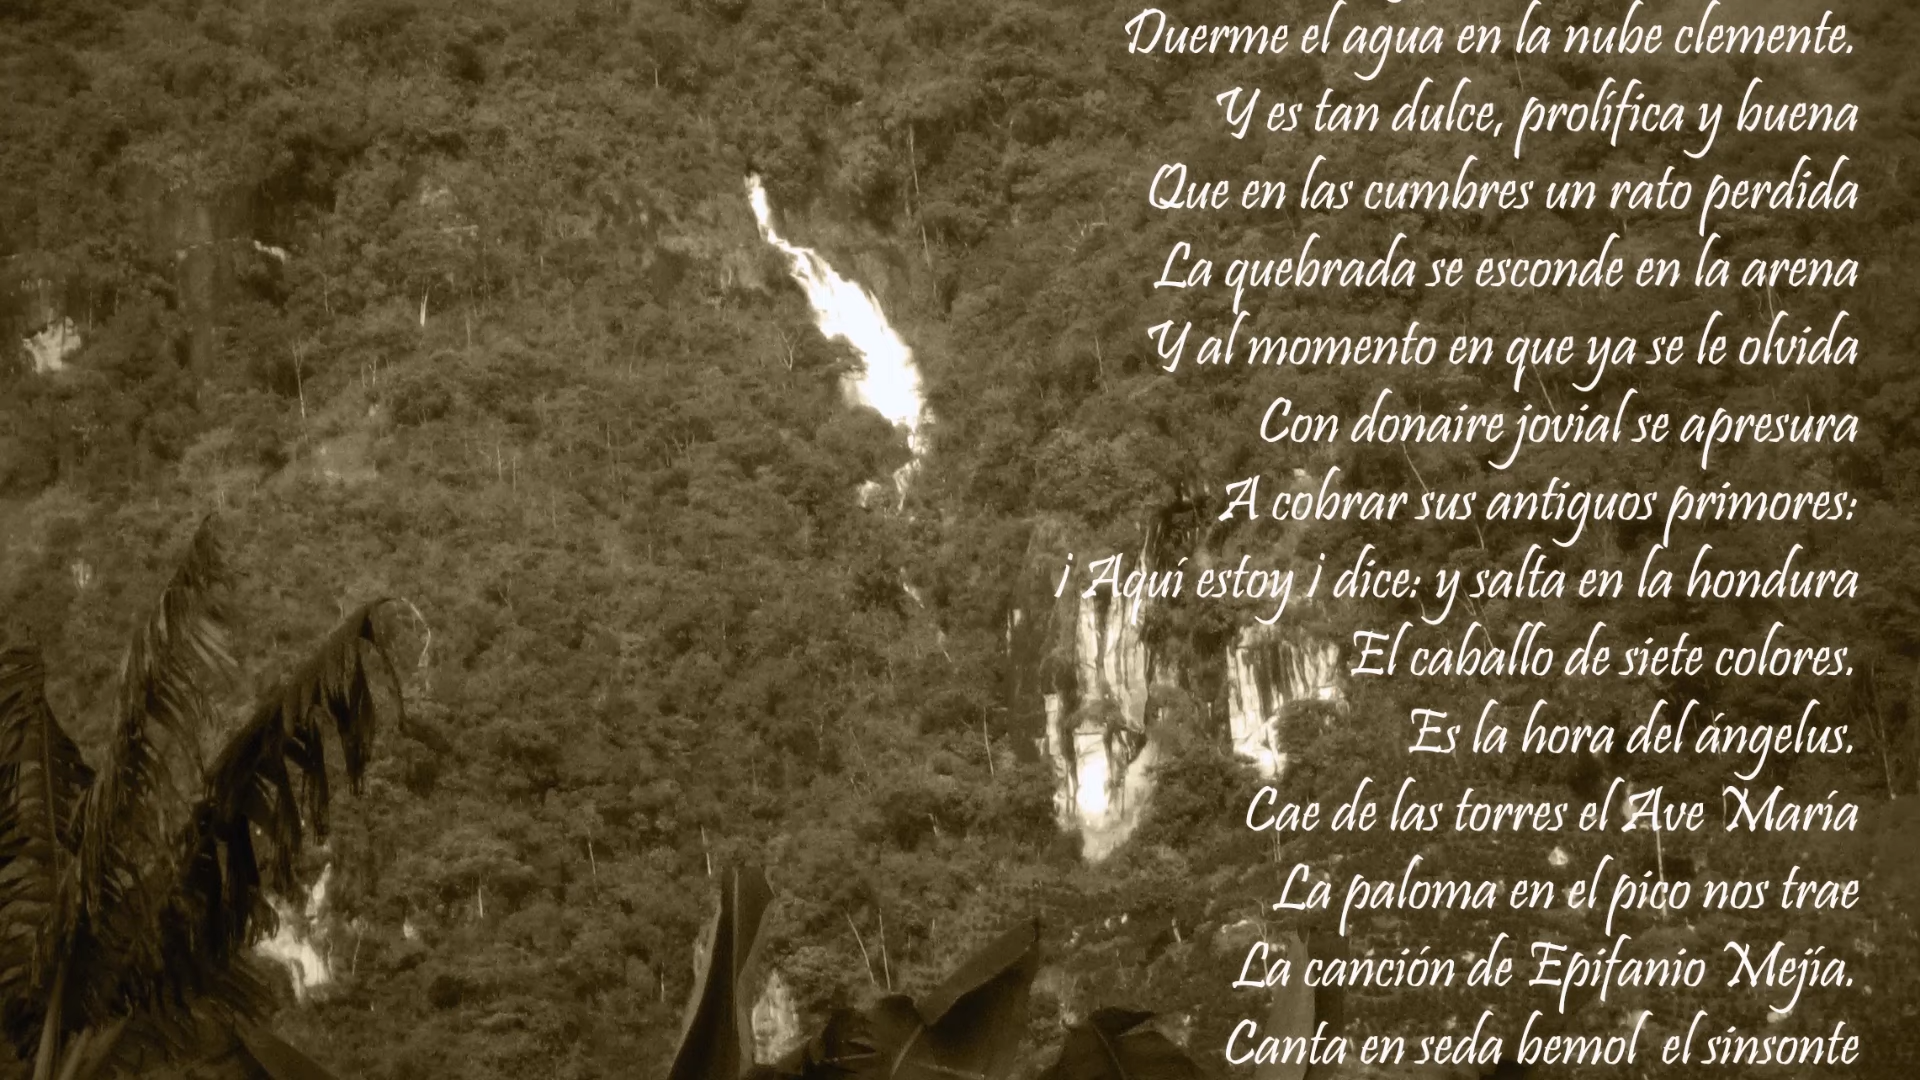 Duerme el agua en la nube clemente.
Y es tan dulce, prolífica y buena
Que en las cumbres un rato perdida
La quebrada se esconde en la arena
Y al momento en que ya se le olvida
Con donaire jovial se apresura
A cobrar sus antiguos primores:
¡ Aquí estoy ¡ dice: y salta en la hondura
El caballo de siete colores.
Es la hora del ángelus.
Cae de las torres el Ave María
La paloma en el pico nos trae
La canción de Epifanio Mejía.
Canta en seda bemol el sinsonte